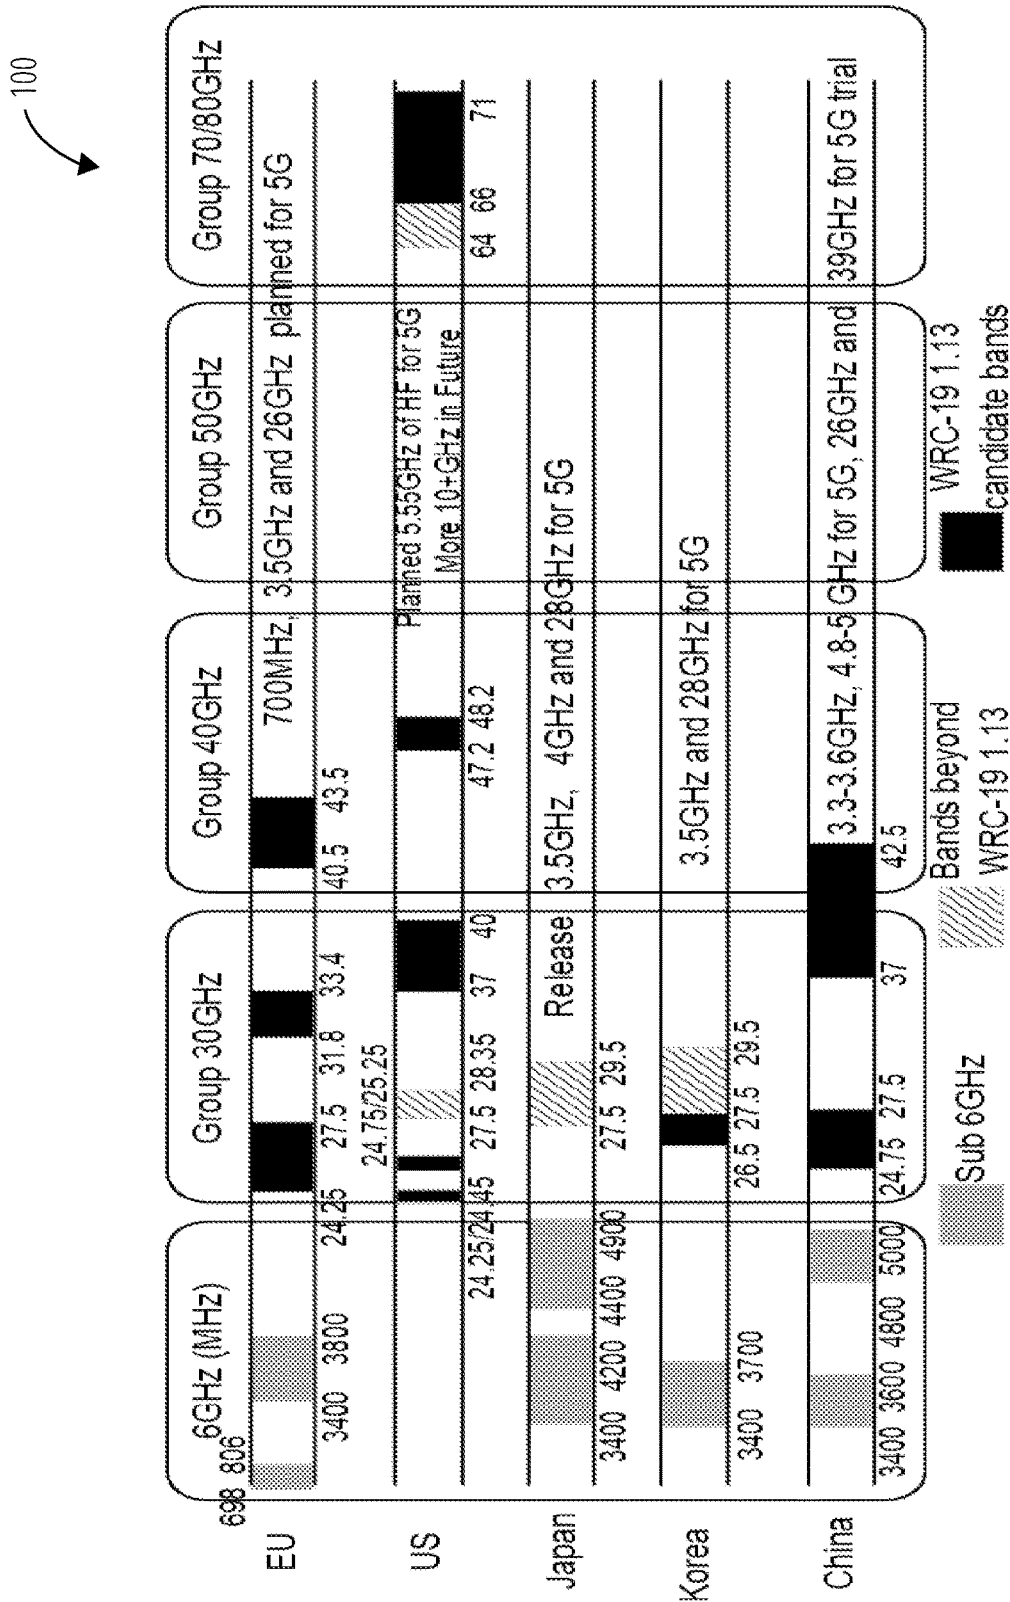 100
6GHz (MHz)
Group 30GHz
Group 40GHz
Group 50GHz
Group 70/80GHz
698 806
EU
700MHz, 3.5GHz and 26GHz planned for 5G
3400 3800
24.25 27.5 31.8 33.4
40.5 43.5
24.75/25.25
US
Planned 5.55GHz of HF for 5G
More 10+GHz in Future
24.25/24.45 27.5 28.35 37 40
47.2 48.2
64 66 71
Japan
Release 3.5GHz, 4GHz and 28GHz for 5G
3400 4200 4400 4900
27.5 29.5
Korea
3.5GHz and 28GHz for 5G
3400 3700
26.5 27.5 29.5
China
3.3-3.6GHz, 4.8-5 GHz for 5G, 26GHz and 39GHz for 5G trial
3400 3600 4800 5000
24.75 27.5 37 42.5
Sub 6GHz
Bands beyond
WRC-19 1.13
WRC-19 1.13
candidate bands